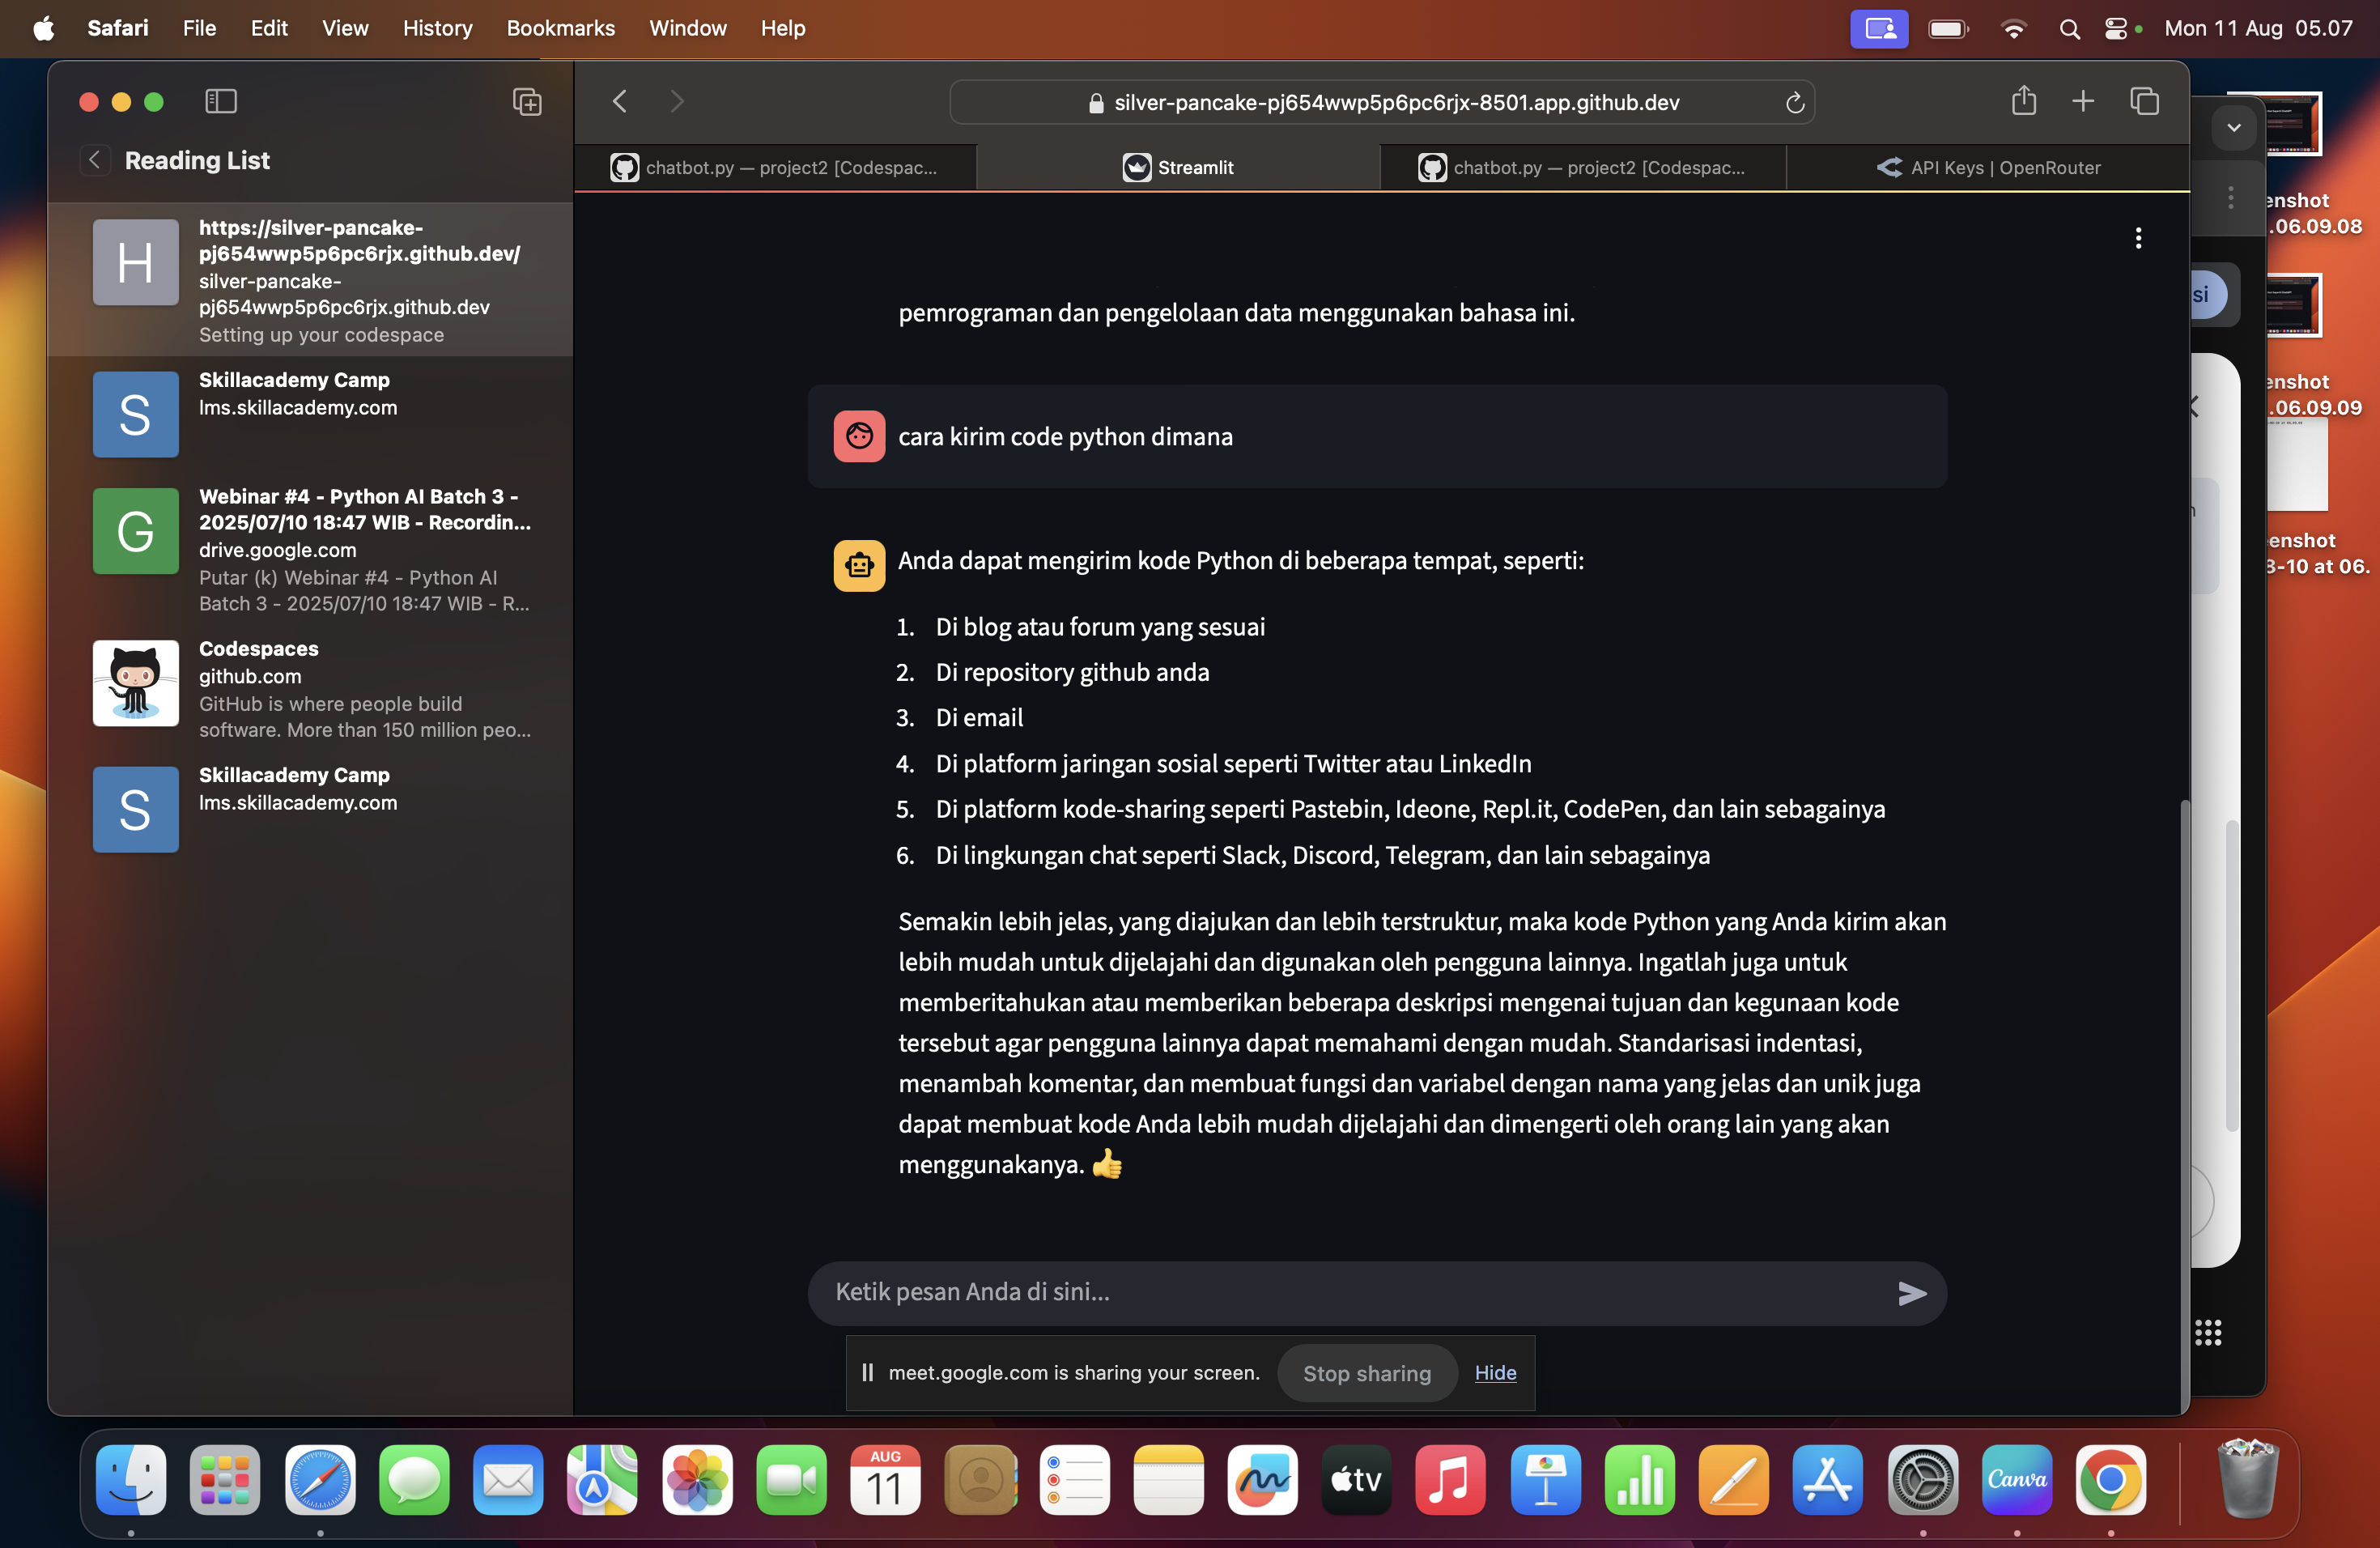 Safari File Edit View History Bookmarks Window Help Mon 11 Aug 05.07
silver-pancake-pj654wwp5p6pc6rjx-8501.app.github.dev
Reading List
chatbot.py — project2 [Codespac...
Streamlit
chatbot.py — project2 [Codespac...
API Keys | OpenRouter
H
https://silver-pancake-
pj654wwp5p6pc6rjx.github.dev/
silver-pancake-
pj654wwp5p6pc6rjx.github.dev
Setting up your codespace
S
Skillacademy Camp
lms.skillacademy.com
G
Webinar #4 - Python AI Batch 3 -
2025/07/10 18:47 WIB - Recordin...
drive.google.com
Putar (k) Webinar #4 - Python AI
Batch 3 - 2025/07/10 18:47 WIB - R...
Codespaces
github.com
GitHub is where people build
software. More than 150 million peo...
S
Skillacademy Camp
lms.skillacademy.com
pemrograman dan pengelolaan data menggunakan bahasa ini.
cara kirim code python dimana
Anda dapat mengirim kode Python di beberapa tempat, seperti:
1. Di blog atau forum yang sesuai
2. Di repository github anda
3. Di email
4. Di platform jaringan sosial seperti Twitter atau LinkedIn
5. Di platform kode-sharing seperti Pastebin, Ideone, Repl.it, CodePen, dan lain sebagainya
6. Di lingkungan chat seperti Slack, Discord, Telegram, dan lain sebagainya
Semakin lebih jelas, yang diajukan dan lebih terstruktur, maka kode Python yang Anda kirim akan
lebih mudah untuk dijelajahi dan digunakan oleh pengguna lainnya. Ingatlah juga untuk
memberitahukan atau memberikan beberapa deskripsi mengenai tujuan dan kegunaan kode
tersebut agar pengguna lainnya dapat memahami dengan mudah. Standarisasi indentasi,
menambah komentar, dan membuat fungsi dan variabel dengan nama yang jelas dan unik juga
dapat membuat kode Anda lebih mudah dijelajahi dan dimengerti oleh orang lain yang akan
menggunakanya. 👍
Ketik pesan Anda di sini...
meet.google.com is sharing your screen. Stop sharing Hide
si
enshot
.06.09.08
enshot
.06.09.09
enshot
3-10 at 06.
AUG
11
tv
Canva